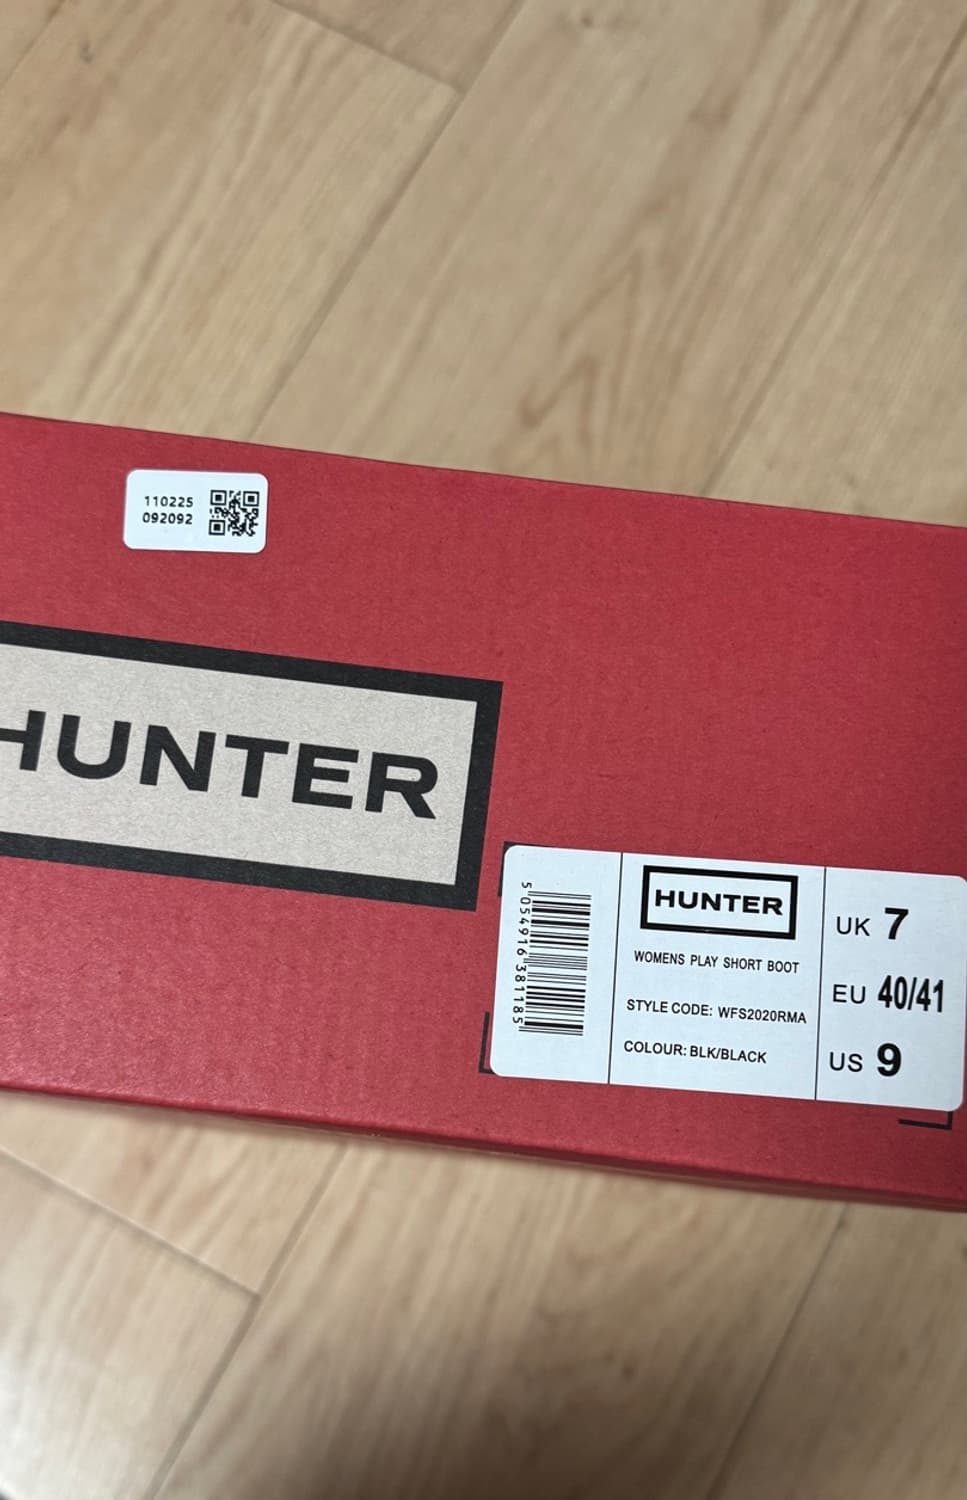 110225
092092
HUNTER
5 054916 381185
HUNTER
WOMENS PLAY SHORT BOOT
STYLE CODE: WFS2020RMA
COLOUR: BLK/BLACK
UK 7
EU 40/41
US 9